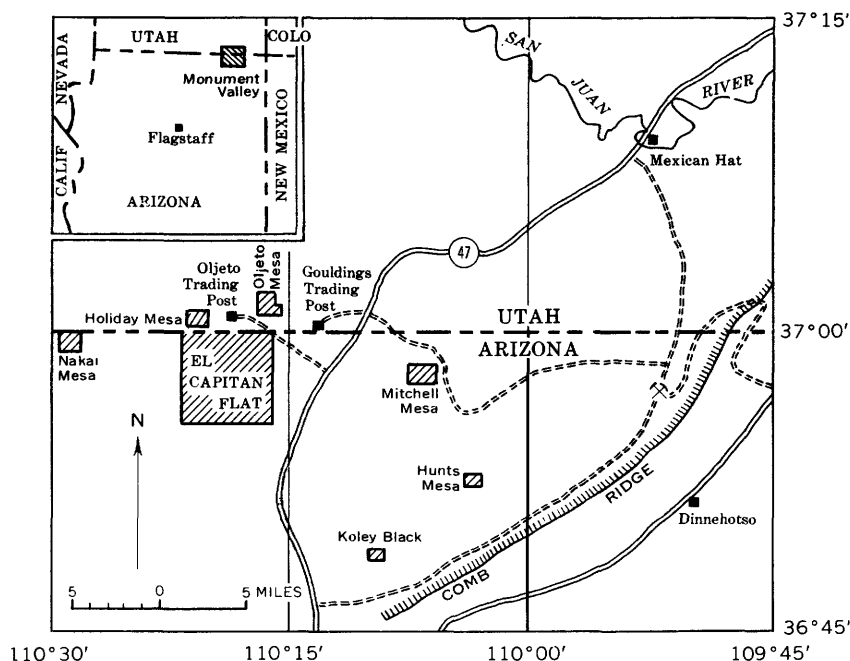 37°15'
UTAH
COLO
NEVADA
CALIF
Monument
Valley
Flagstaff
NEW MEXICO
ARIZONA
SAN
JUAN
RIVER
Mexican Hat
47
Oljeto
Trading
Post
Oljeto
Mesa
Gouldings
Trading
Post
Holiday Mesa
UTAH
37°00'
ARIZONA
Nakai
Mesa
EL
CAPITAN
FLAT
Mitchell
Mesa
N
Hunts
Mesa
RIDGE
Dinnehotso
Koley Black
COMB
5 0 5 MILES
36°45'
110°30' 110°15' 110°00' 109°45'